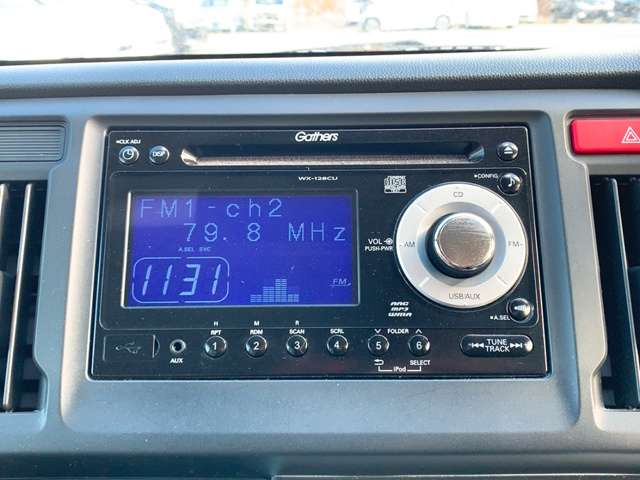 CLK ADJ
DISP
Gathers
WX-128CU
CONFIG
FM1-ch2
79.8 MHz
A.SEL SVC
1131
FM
VOL
PUSH-PWR
CD
AM
FM
USB/AUX
AAC
MP3
WMA
A.SEL
H M R
RPT RDM SCAN SCRL FOLDER
AUX 1 2 3 4 5 6
TUNE
TRACK
SELECT
iPod